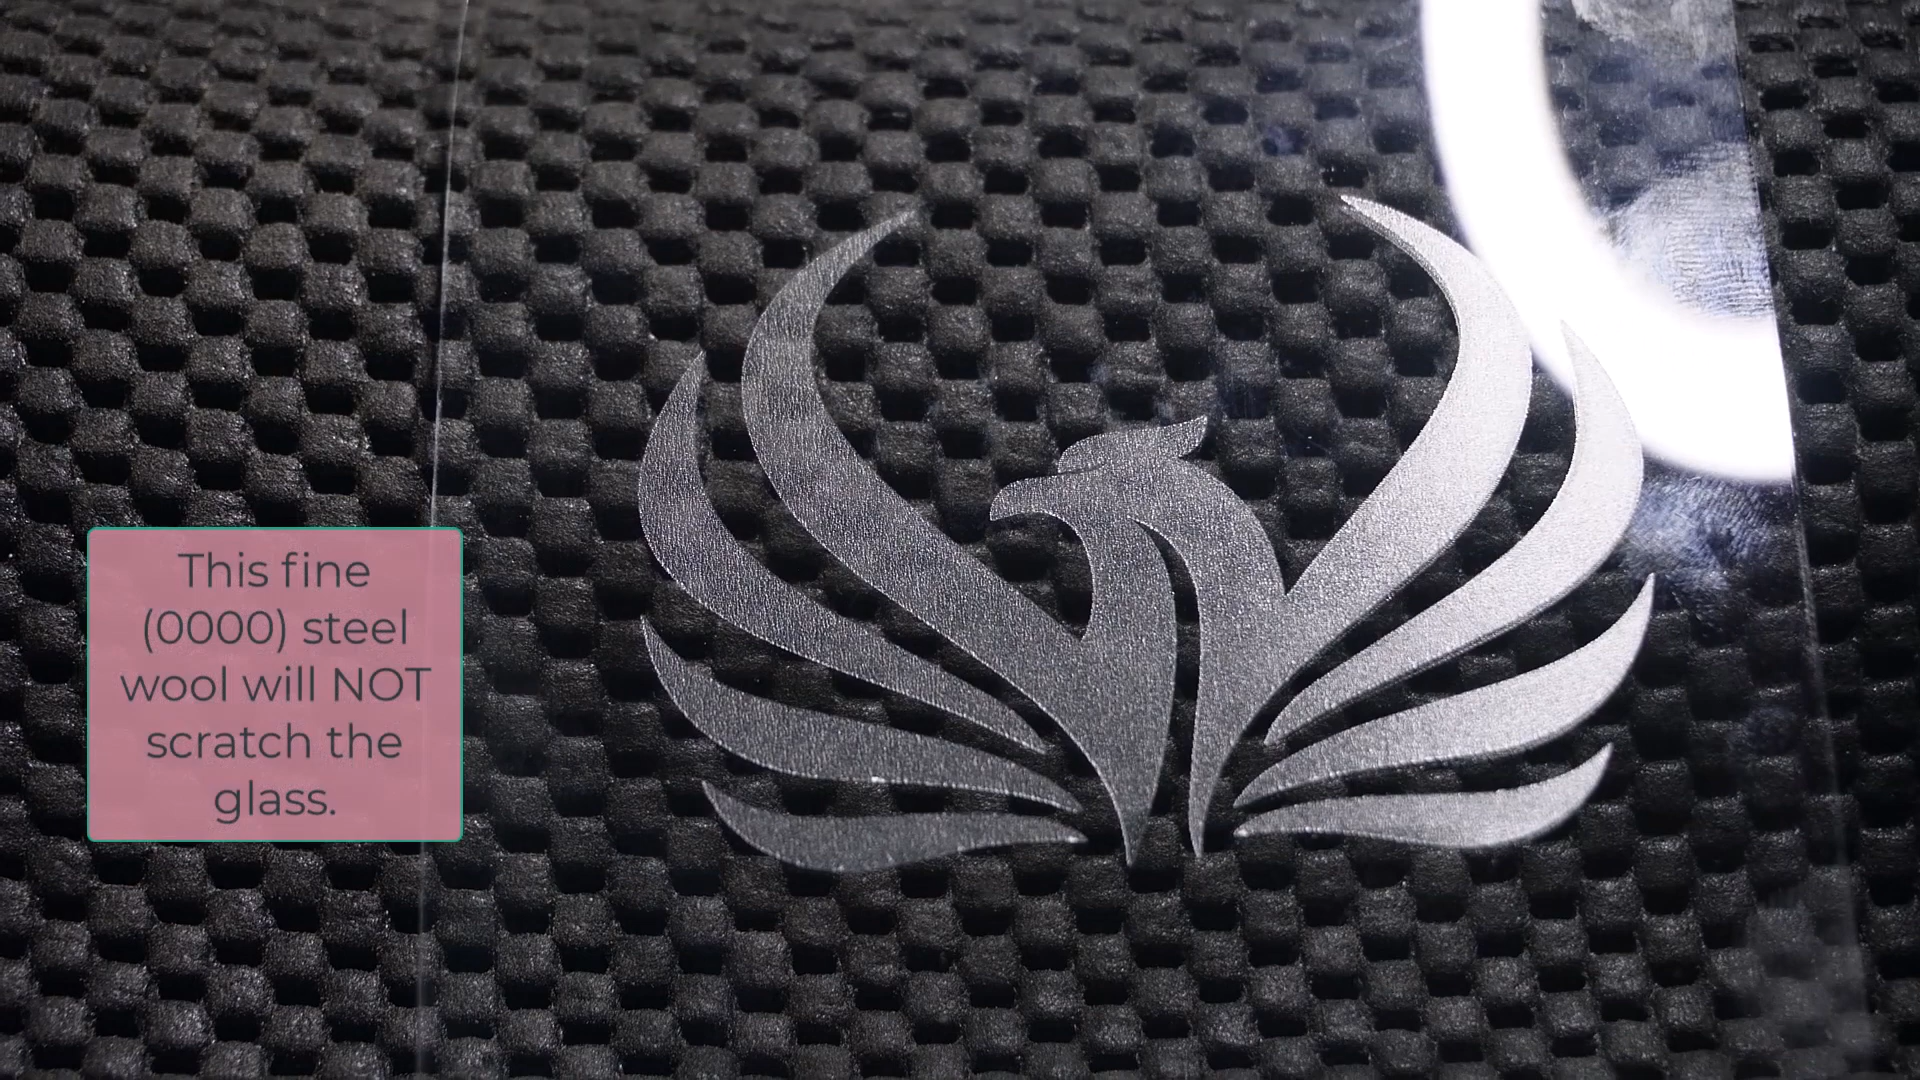 This fine
(0000) steel
wool will NOT
scratch the
glass.